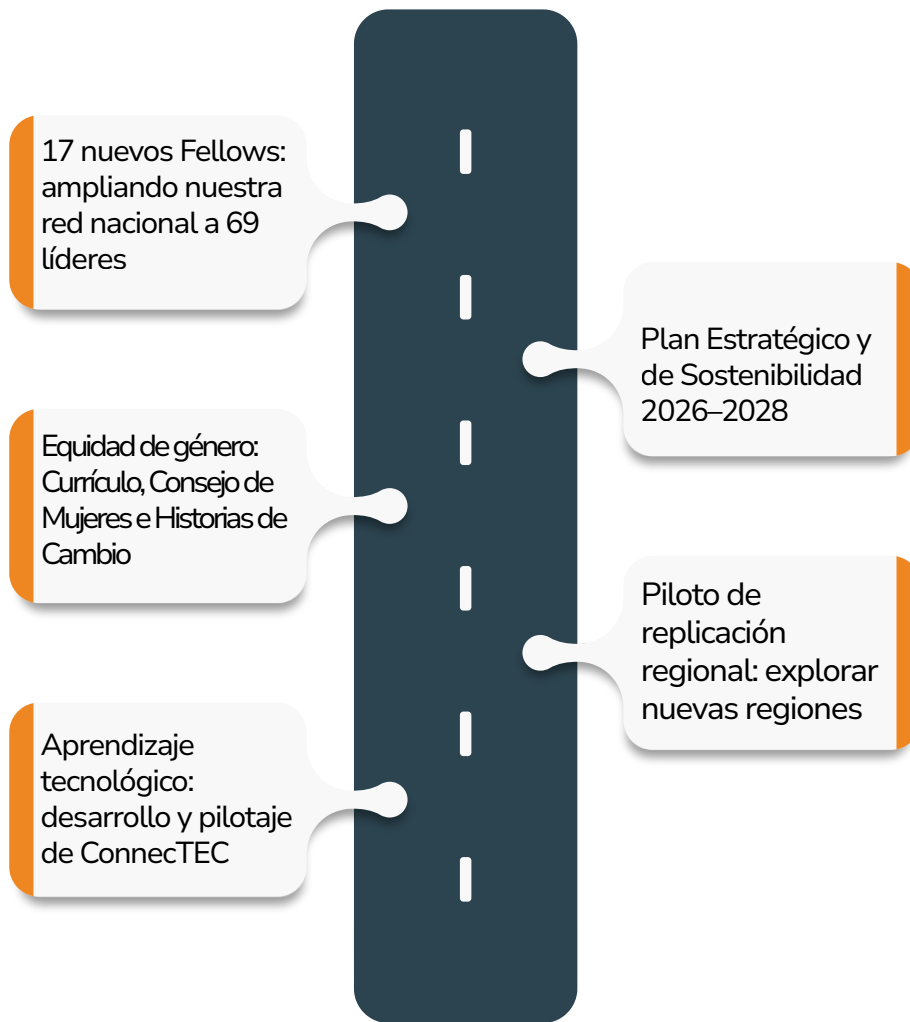 17 nuevos Fellows:
ampliando nuestra
red nacional a 69
líderes
Plan Estratégico y
de Sostenibilidad
2026–2028
Equidad de género:
Currículo, Consejo de
Mujeres e Historias de
Cambio
Piloto de
replicación
regional: explorar
nuevas regiones
Aprendizaje
tecnológico:
desarrollo y pilotaje
de ConnecTEC